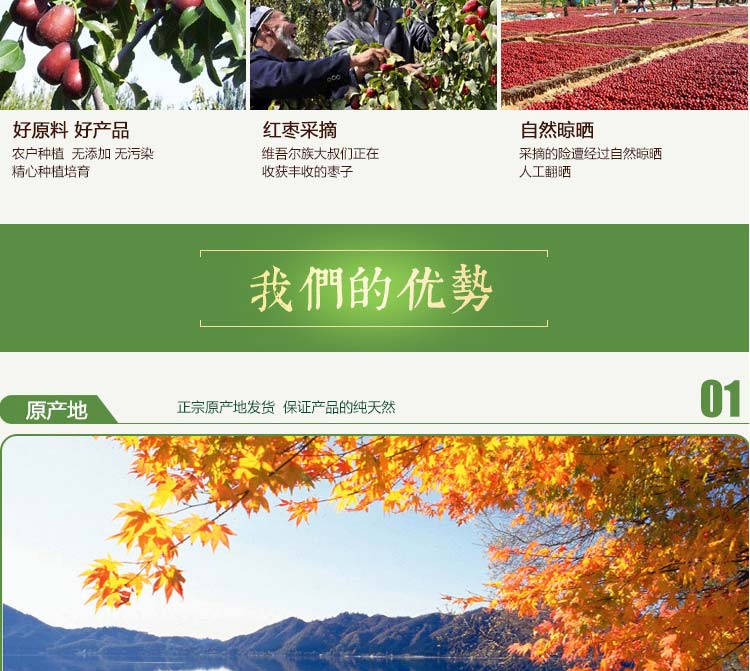 好原料 好产品
农户种植 无添加 无污染
精心种植培育
红枣采摘
维吾尔族大叔们正在
收获丰收的枣子
自然晾晒
采摘的险遭经过自然晾晒
人工翻晒
我們的优勢
原产地
正宗原产地发货 保证产品的纯天然
01